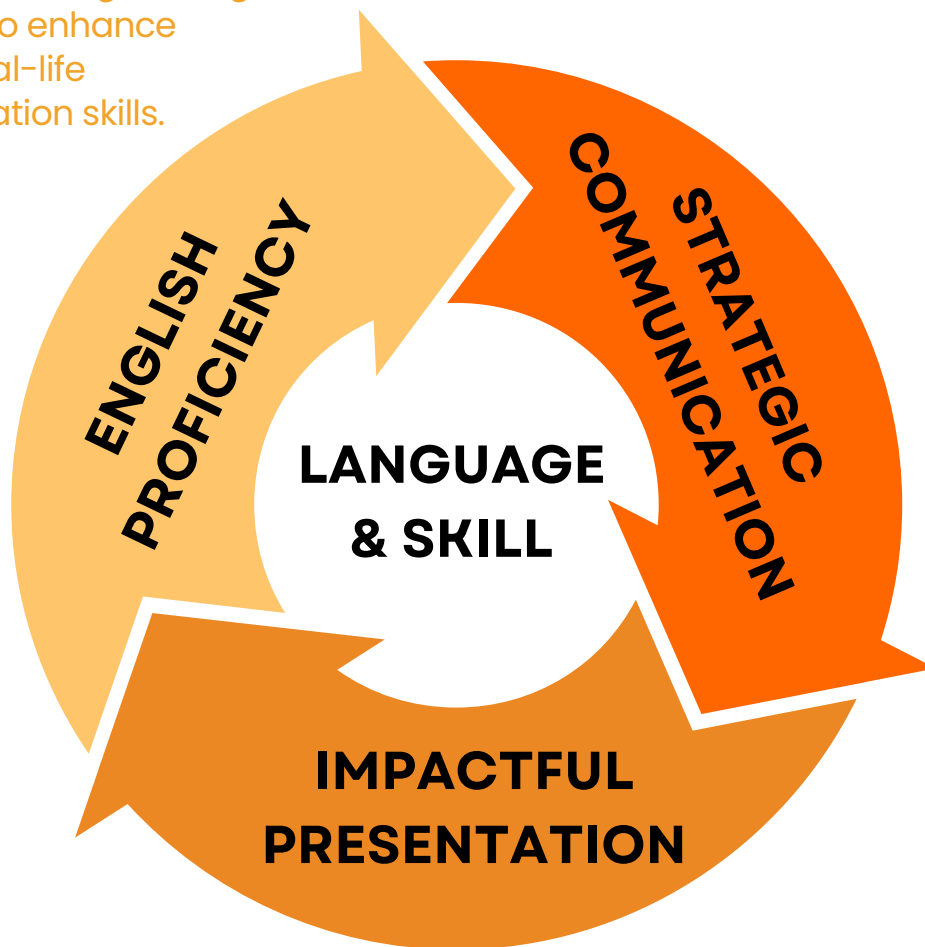 o enhance
al-life
ation skills.
ENGLISH
PROFICIENCY
STRATEGIC
COMMUNICATION
LANGUAGE
& SKILL
IMPACTFUL
PRESENTATION